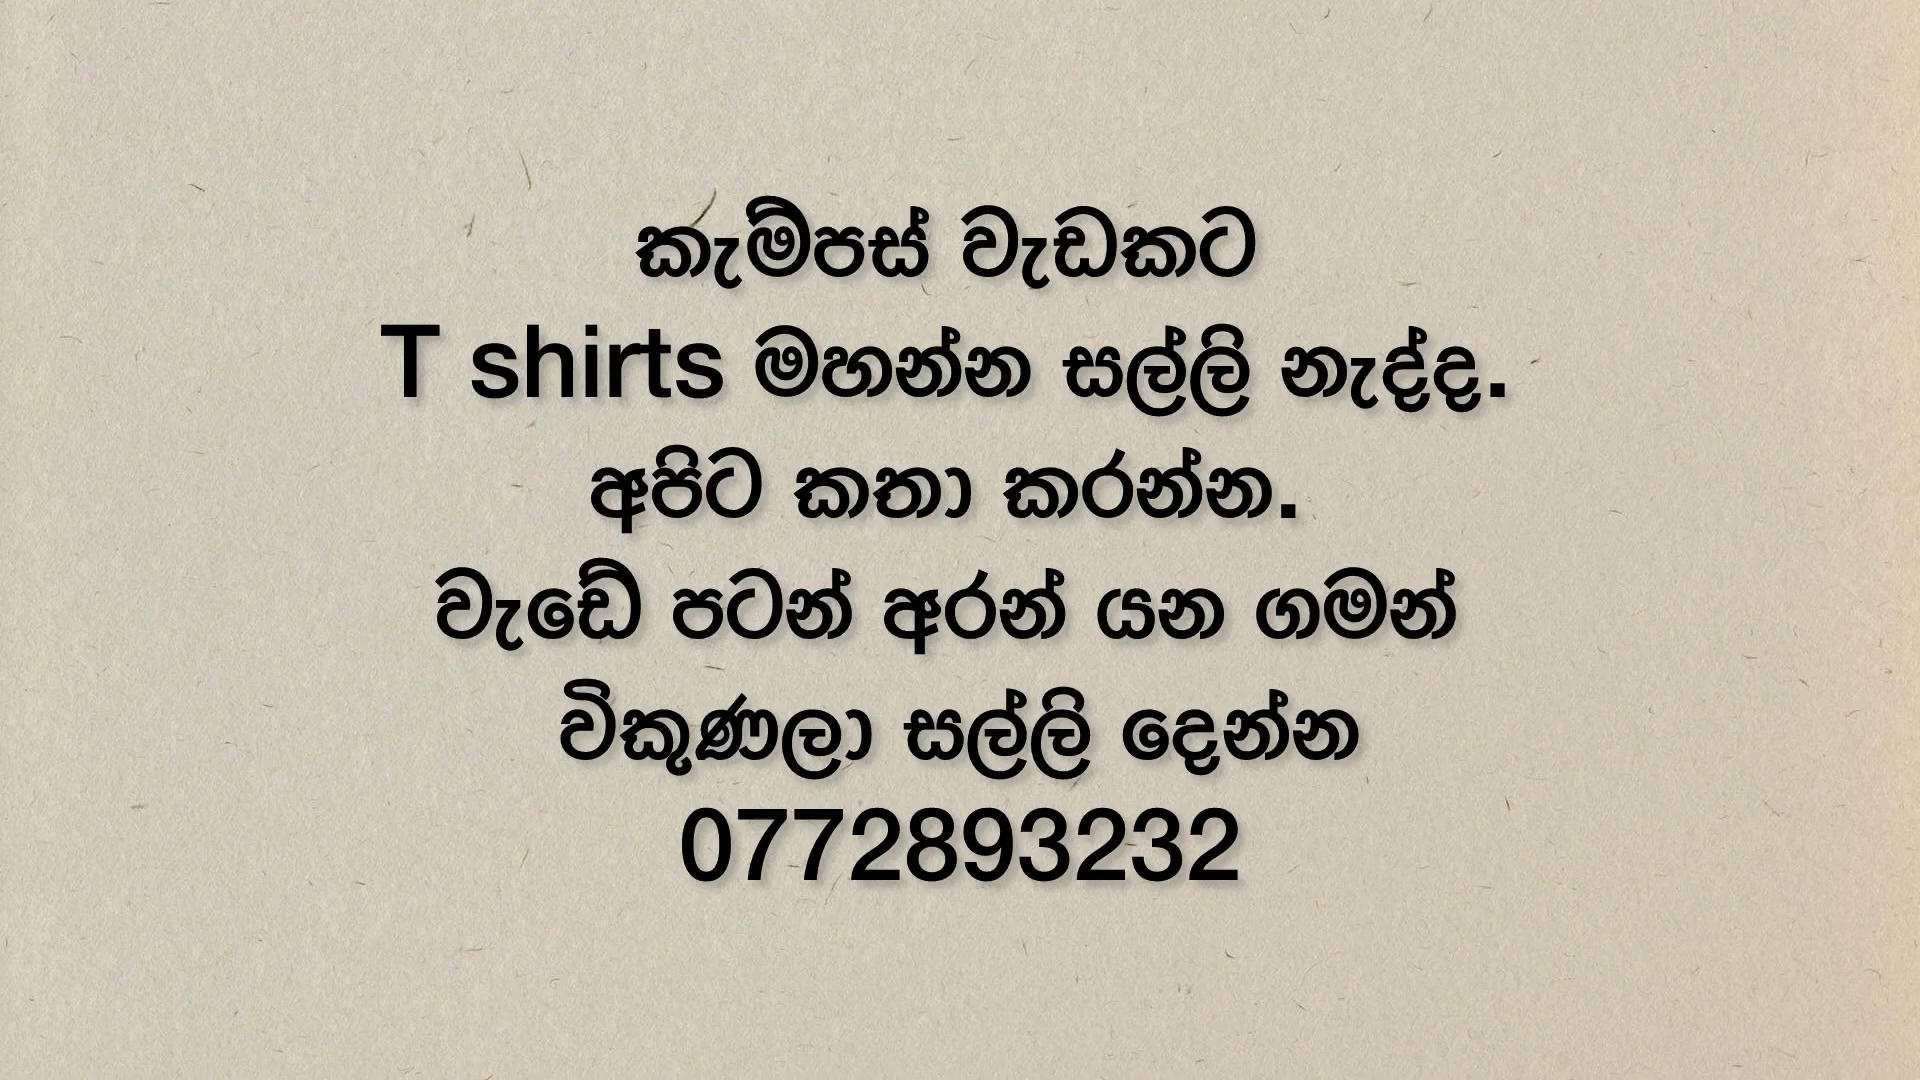 කැම්පස් වැඩකට
T shirts මහන්න සල්ලි නැද්ද.
අපිට කතා කරන්න.
වැඩේ පටන් අරන් යන ගමන්
විකුණලා සල්ලි දෙන්න
0772893232